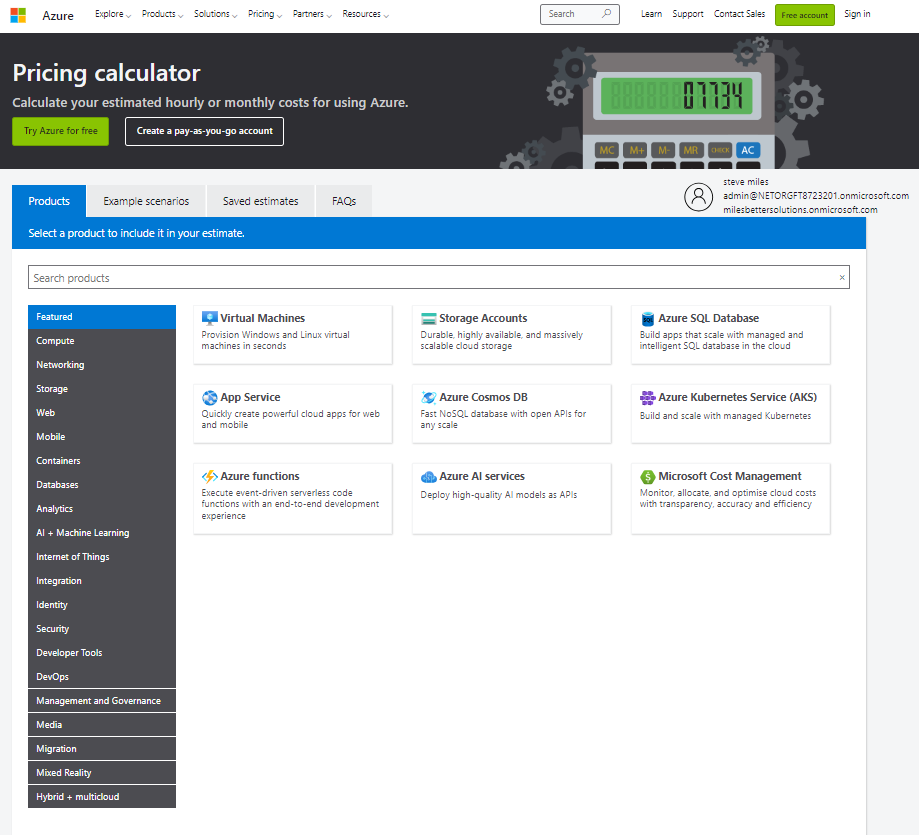 Azure
Explore
Products
Solutions
Pricing
Partners
Resources
Search
Learn
Support
Contact Sales
Free account
Sign in
Pricing calculator
Calculate your estimated hourly or monthly costs for using Azure.
Try Azure for free
Create a pay-as-you-go account
07734
MC
M+
M-
MR
CHECK
AC
Products
Example scenarios
Saved estimates
FAQs
steve miles
admin@NETORGFT8723201.onmicrosoft.com
milesbettersolutions.onmicrosoft.com
Select a product to include it in your estimate.
Search products
×
Featured
Compute
Networking
Storage
Web
Mobile
Containers
Databases
Analytics
AI + Machine Learning
Internet of Things
Integration
Identity
Security
Developer Tools
DevOps
Management and Governance
Media
Migration
Mixed Reality
Hybrid + multicloud
Virtual Machines
Provision Windows and Linux virtual
machines in seconds
Storage Accounts
Durable, highly available, and massively
scalable cloud storage
SQL
Azure SQL Database
Build apps that scale with managed and
intelligent SQL database in the cloud
App Service
Quickly create powerful cloud apps for web
and mobile
Azure Cosmos DB
Fast NoSQL database with open APIs for
any scale
Azure Kubernetes Service (AKS)
Build and scale with managed Kubernetes
Azure functions
Execute event-driven serverless code
functions with an end-to-end development
experience
Azure AI services
Deploy high-quality AI models as APIs
$
Microsoft Cost Management
Monitor, allocate, and optimise cloud costs
with transparency, accuracy and efficiency